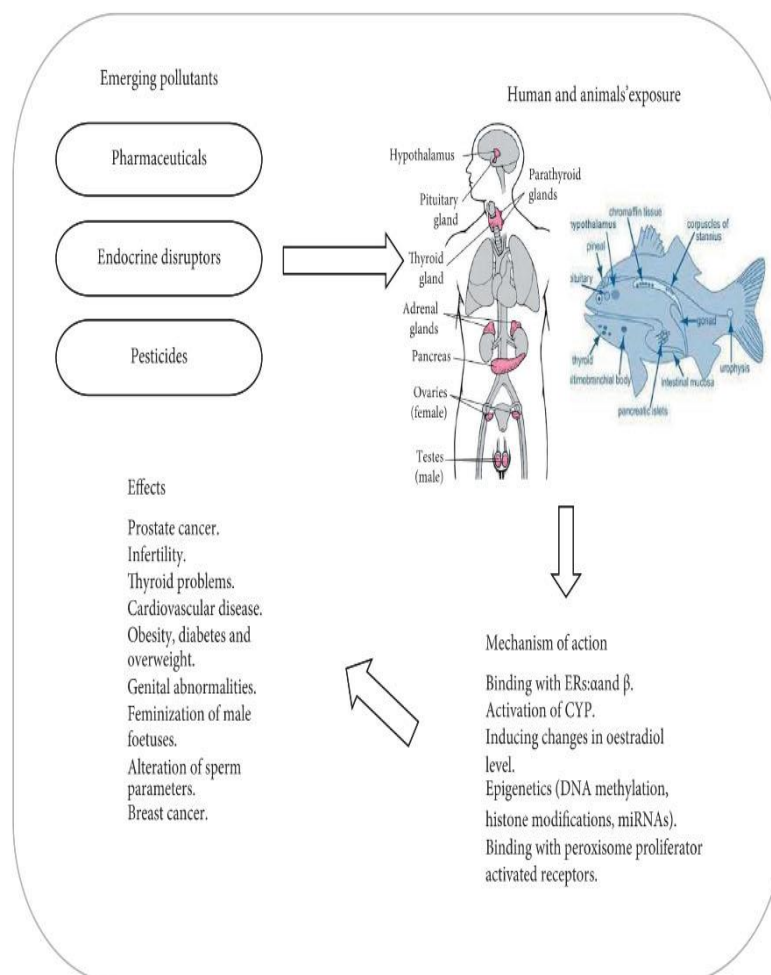 Emerging pollutants
Pharmaceuticals
Endocrine disruptors
Pesticides
Human and animals'exposure
Hypothalamus
Pituitary
gland
Parathyroid
glands
Thyroid
gland
Adrenal
glands
Pancreas
Ovaries
(female)
Testes
(male)
chromaffin tissue
corpuscles of
stannius
hypothalamus
pineal
pituitary
gonad
thyroid
ltimobranchial body
intestinal mucosa
urophysis
pancreatic islets
Mechanism of action
Binding with ERs:αand β.
Activation of CYP.
Inducing changes in oestradiol
level.
Epigenetics (DNA methylation,
histone modifications, miRNAs).
Binding with peroxisome proliferator
activated receptors.
Effects
Prostate cancer.
Infertility.
Thyroid problems.
Cardiovascular disease.
Obesity, diabetes and
overweight.
Genital abnormalities.
Feminization of male
foetuses.
Alteration of sperm
parameters.
Breast cancer.